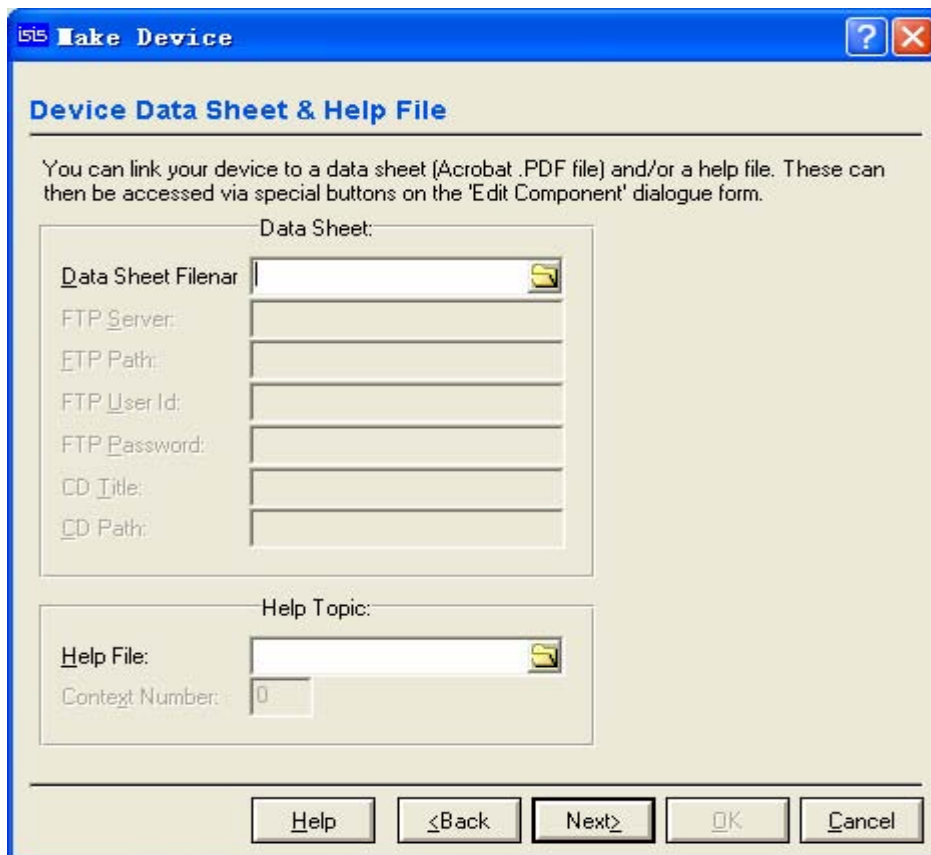 isis Make Device
?
Device Data Sheet & Help File
You can link your device to a data sheet (Acrobat .PDF file) and/or a help file. These can
then be accessed via special buttons on the 'Edit Component' dialogue form.
Data Sheet:
Data Sheet Filenar
FTP Server:
FTP Path:
FTP User Id:
FTP Password:
CD Title:
CD Path:
Help Topic:
Help File:
Context Number: 0
Help <Back Next> OK Cancel